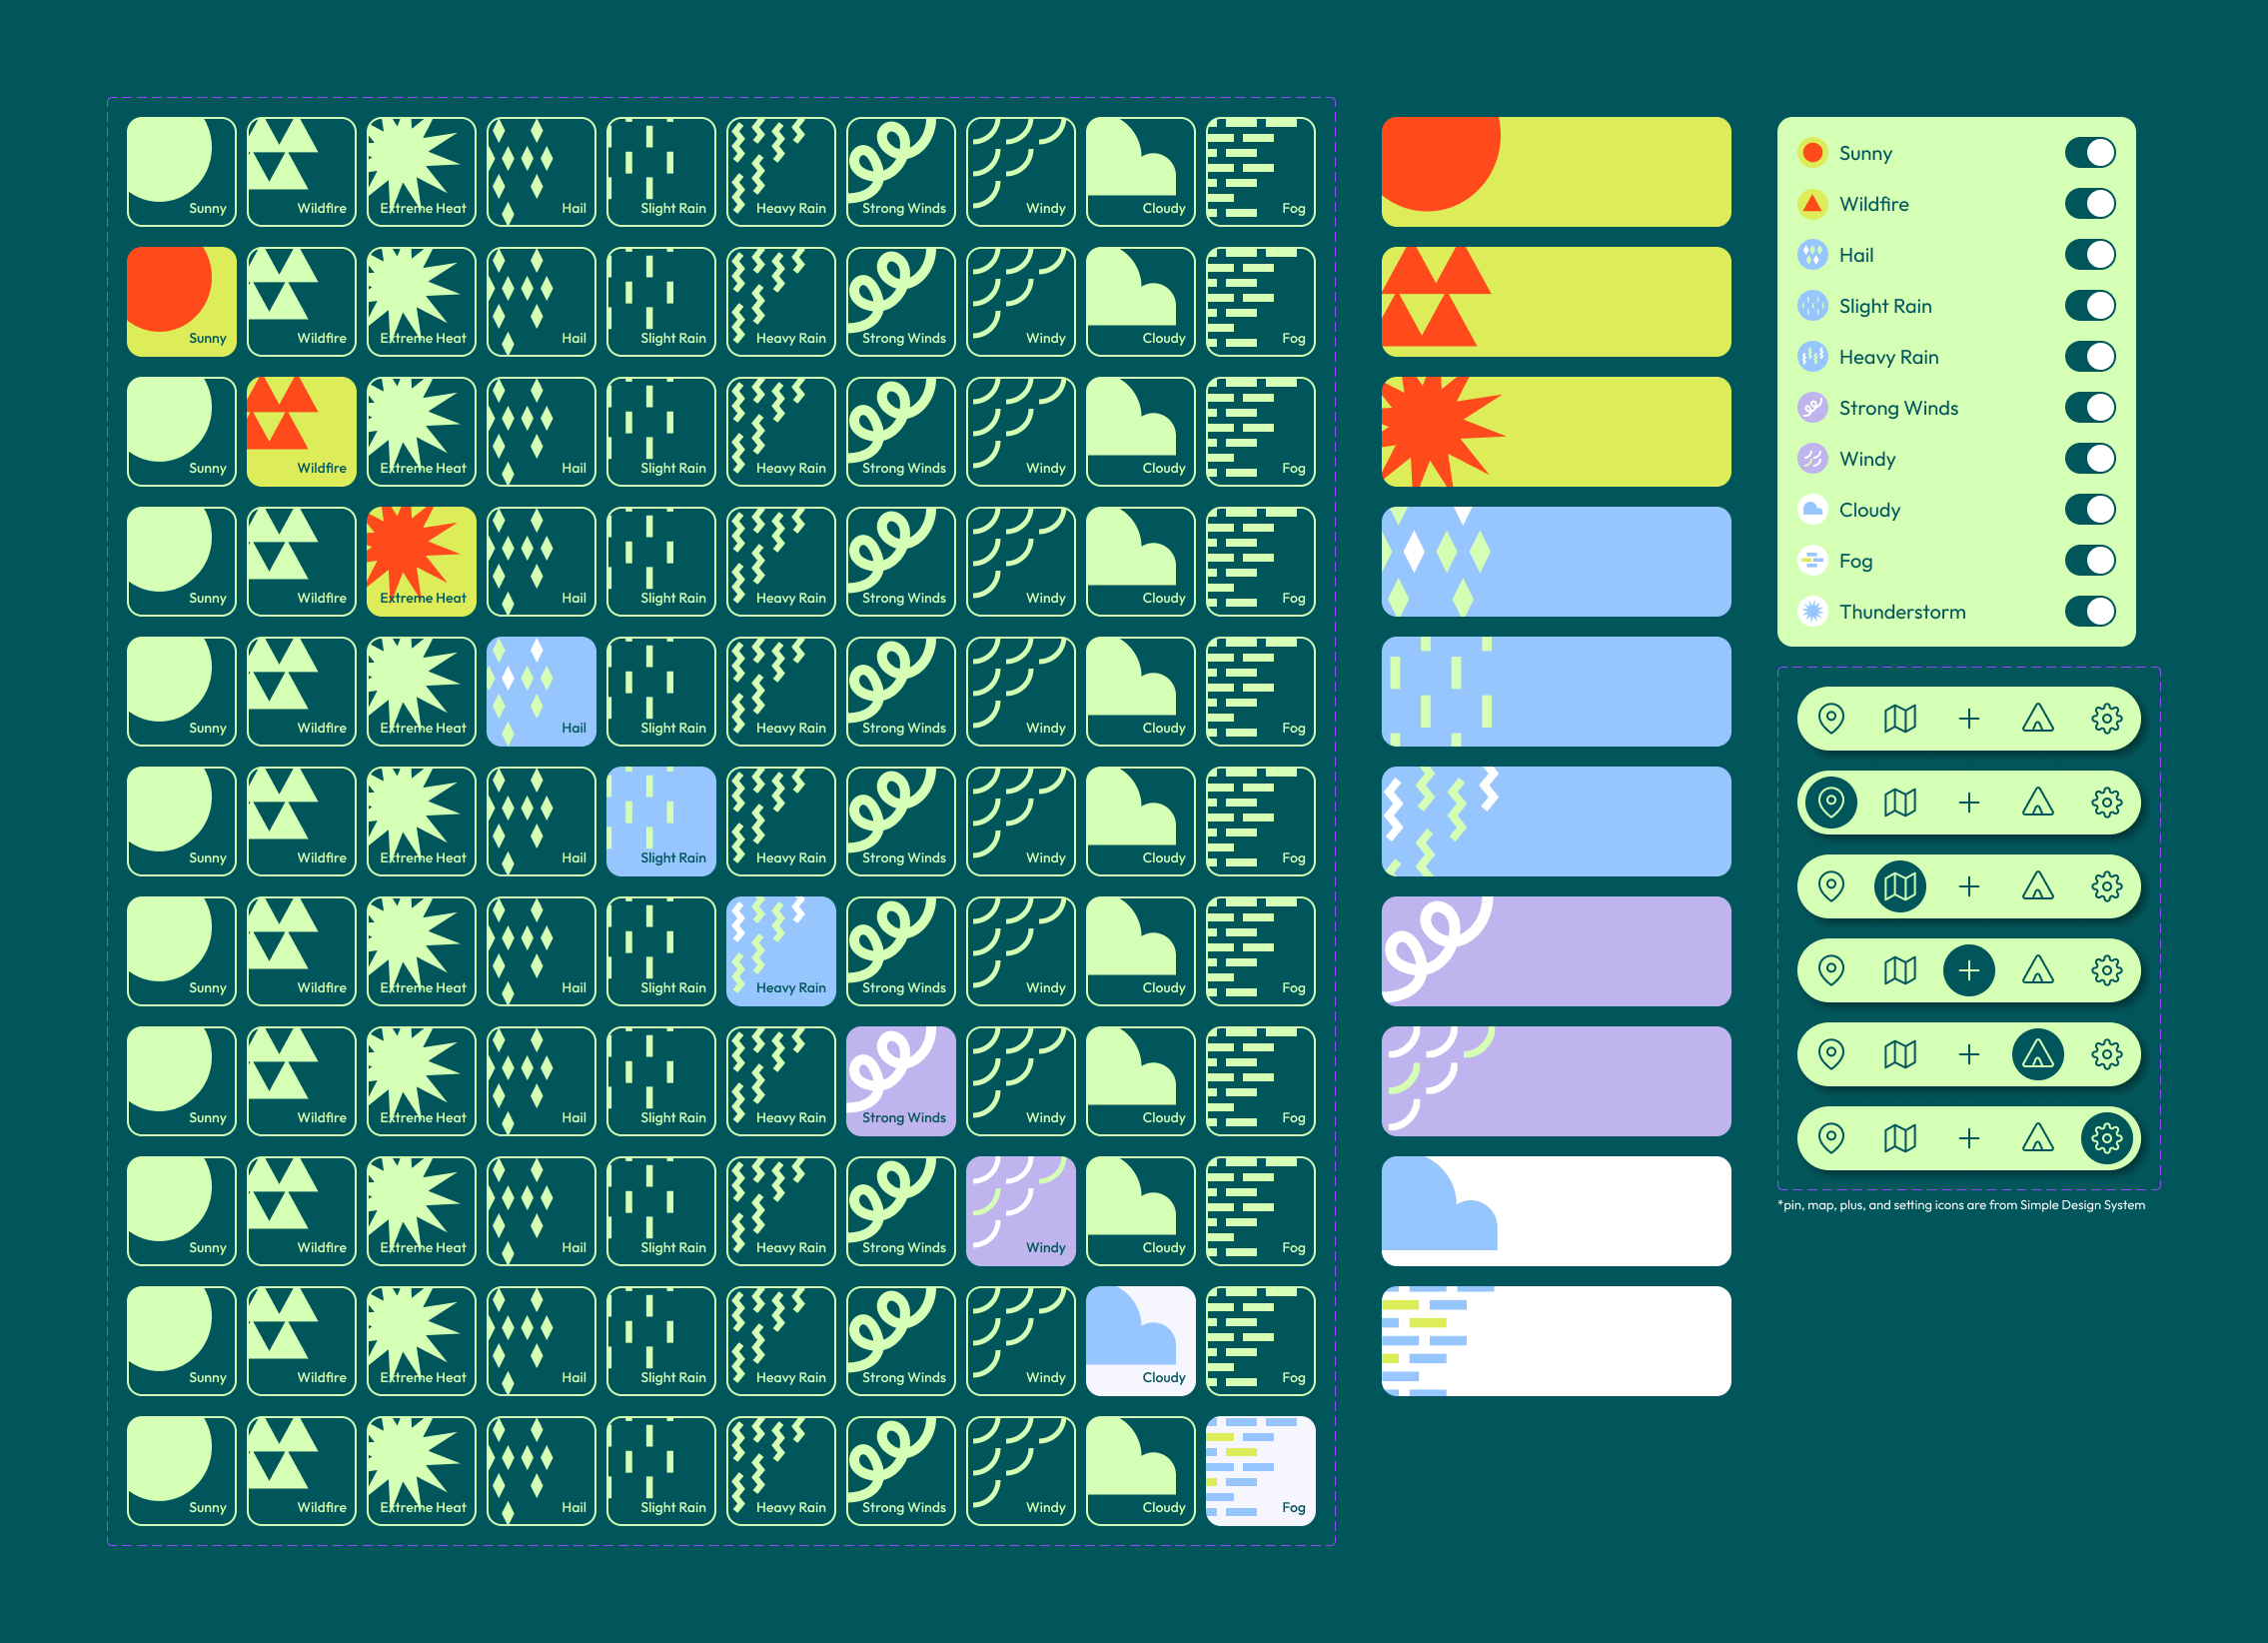 Sunny Wildfire Extreme Heat Hail Slight Rain Heavy Rain Strong Winds Windy Cloudy Fog
Sunny Wildfire Extreme Heat Hail Slight Rain Heavy Rain Strong Winds Windy Cloudy Fog
Sunny Wildfire Extreme Heat Hail Slight Rain Heavy Rain Strong Winds Windy Cloudy Fog
Sunny Wildfire Extreme Heat Hail Slight Rain Heavy Rain Strong Winds Windy Cloudy Fog
Sunny Wildfire Extreme Heat Hail Slight Rain Heavy Rain Strong Winds Windy Cloudy Fog
Sunny Wildfire Extreme Heat Hail Slight Rain Heavy Rain Strong Winds Windy Cloudy Fog
Sunny Wildfire Extreme Heat Hail Slight Rain Heavy Rain Strong Winds Windy Cloudy Fog
Sunny Wildfire Extreme Heat Hail Slight Rain Heavy Rain Strong Winds Windy Cloudy Fog
Sunny Wildfire Extreme Heat Hail Slight Rain Heavy Rain Strong Winds Windy Cloudy Fog
Sunny Wildfire Extreme Heat Hail Slight Rain Heavy Rain Strong Winds Windy Cloudy Fog
Sunny Wildfire Extreme Heat Hail Slight Rain Heavy Rain Strong Winds Windy Cloudy Fog
Sunny
Wildfire
Hail
Slight Rain
Heavy Rain
Strong Winds
Windy
Cloudy
Fog
Thunderstorm
*pin, map, plus, and setting icons are from Simple Design System